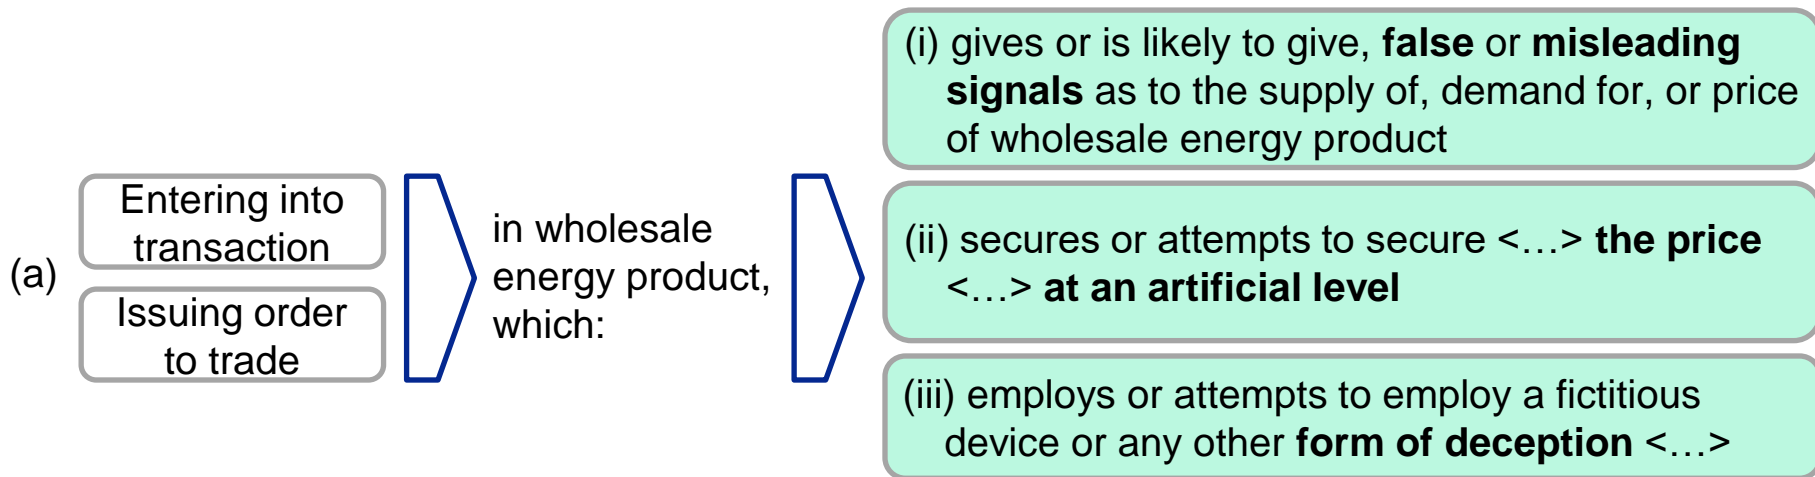 (a)
Entering into
transaction
Issuing order
to trade
in wholesale
energy product,
which:
(i) gives or is likely to give, false or misleading
signals as to the supply of, demand for, or price
of wholesale energy product
(ii) secures or attempts to secure <…> the price
<…> at an artificial level
(iii) employs or attempts to employ a fictitious
device or any other form of deception <…>